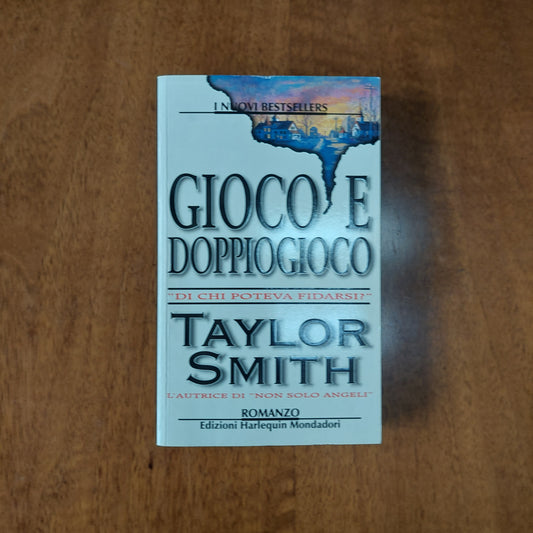 I NUOVI BESTSELLERS
GIOCO E
DOPPIOGIOCO
"DI CHI POTEVA FIDARSI?"
TAYLOR
SMITH
L'AUTRICE DI "NON SOLO ANGELI"
ROMANZO
Edizioni Harlequin Mondadori